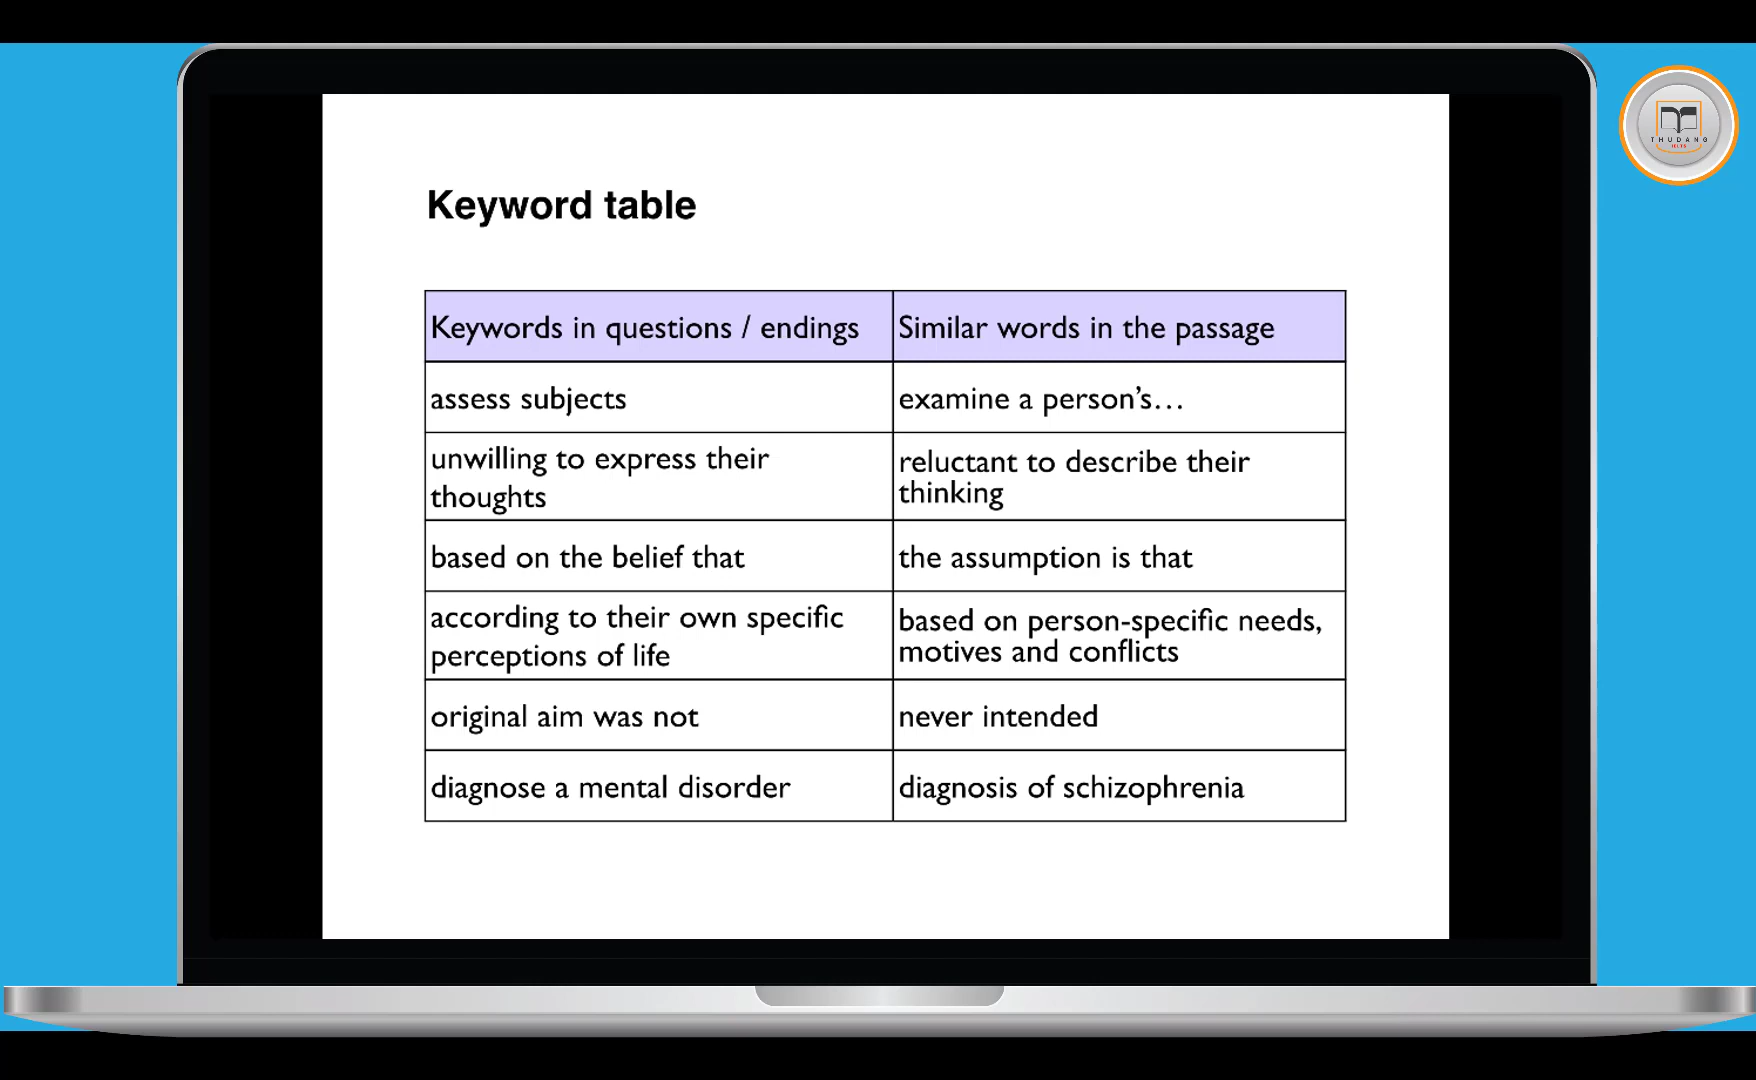 THUDANG
IELTS
Keyword table
Keywords in questions / endings
Similar words in the passage
assess subjects
examine a person's…
unwilling to express their
thoughts
reluctant to describe their
thinking
based on the belief that
the assumption is that
according to their own specific
perceptions of life
based on person-specific needs,
motives and conflicts
original aim was not
never intended
diagnose a mental disorder
diagnosis of schizophrenia